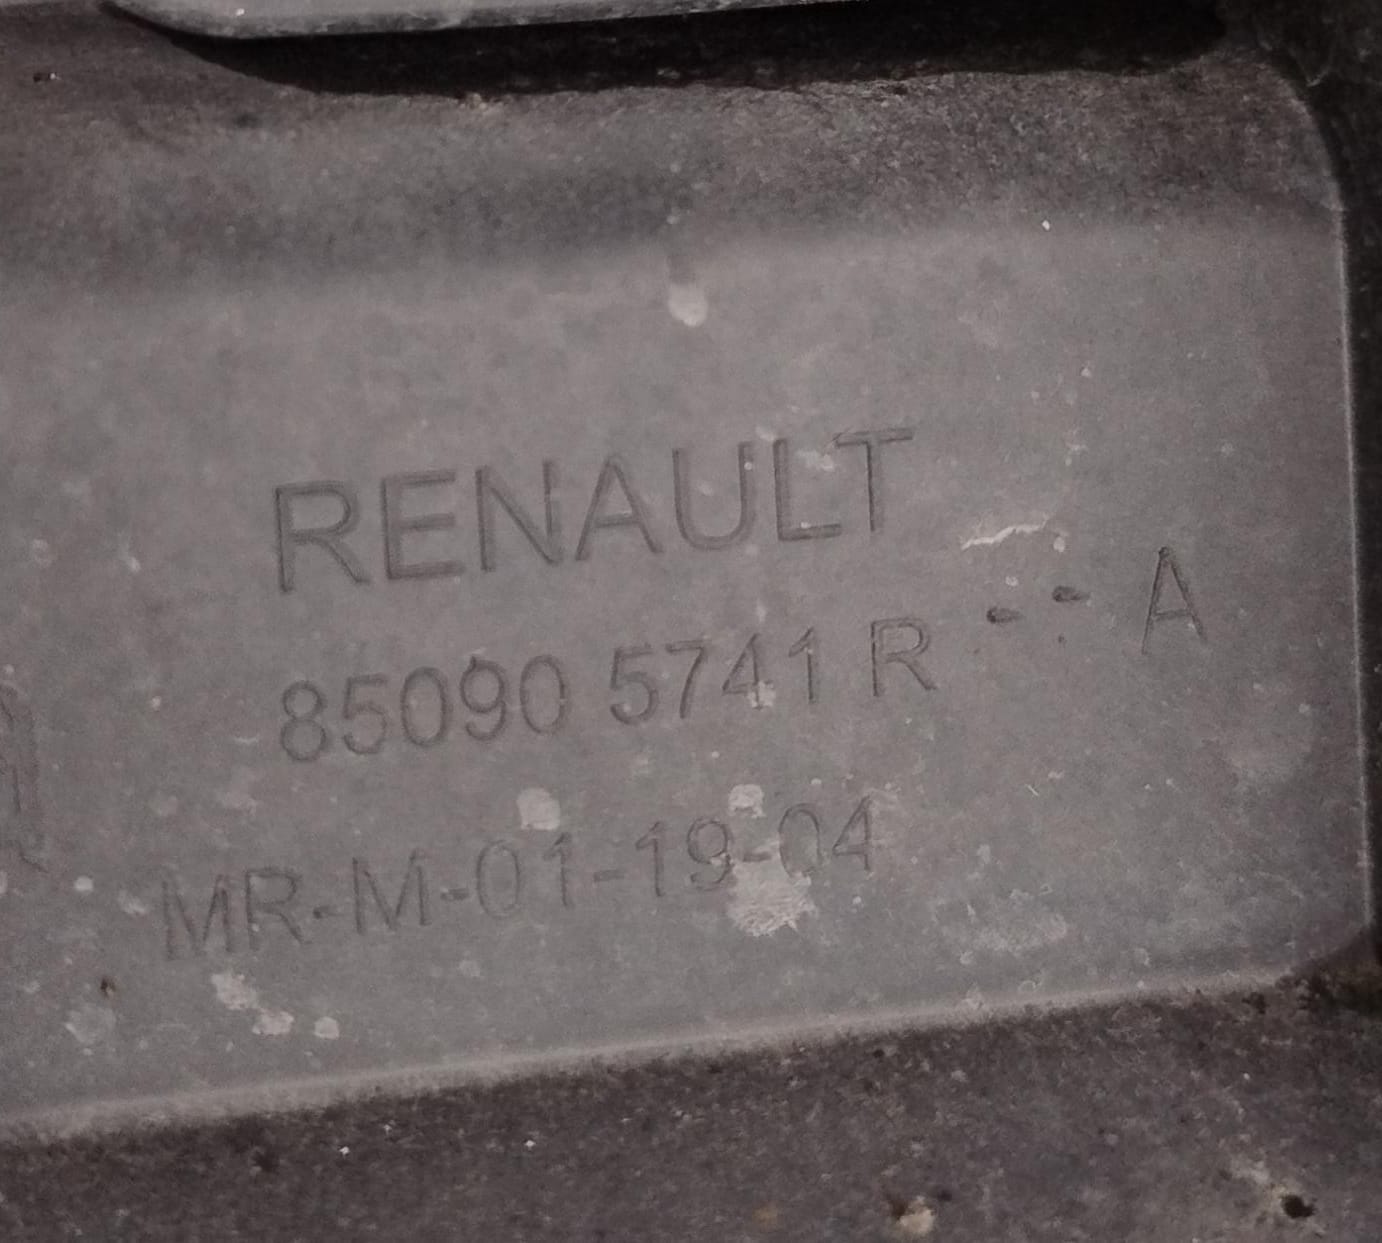 RENAULT
85090 5741 R -- A
MR-M-01-19-04